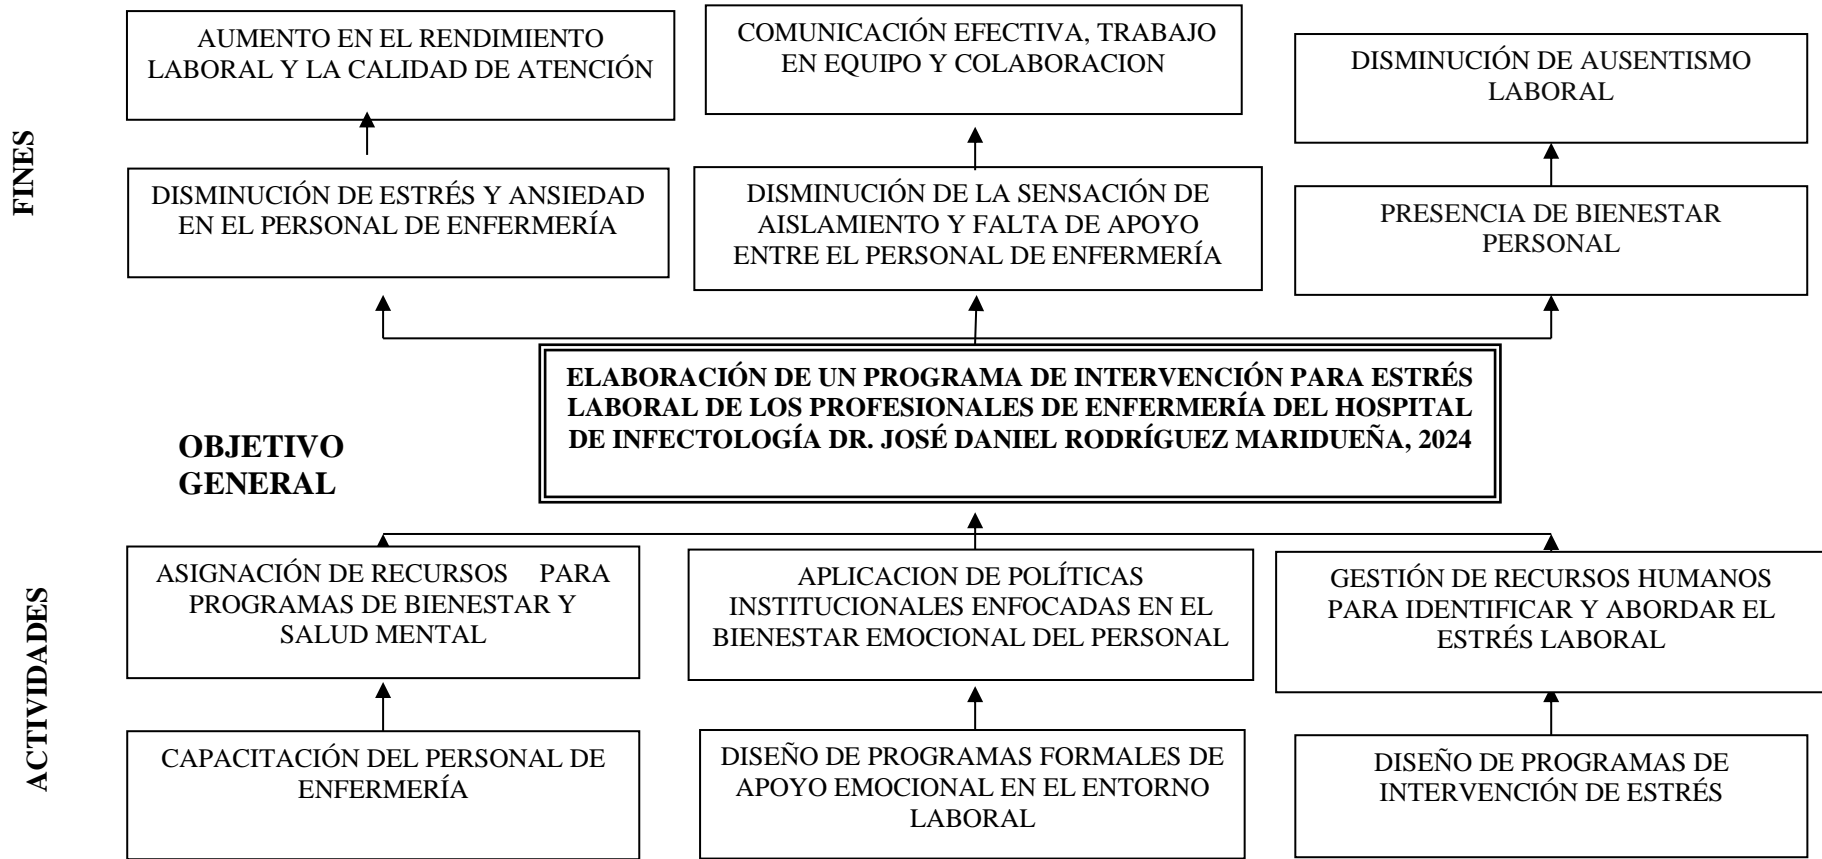 FINES
AUMENTO EN EL RENDIMIENTO
LABORAL Y LA CALIDAD DE ATENCIÓN
COMUNICACIÓN EFECTIVA, TRABAJO
EN EQUIPO Y COLABORACION
DISMINUCIÓN DE AUSENTISMO
LABORAL
DISMINUCIÓN DE ESTRÉS Y ANSIEDAD
EN EL PERSONAL DE ENFERMERÍA
DISMINUCIÓN DE LA SENSACIÓN DE
AISLAMIENTO Y FALTA DE APOYO
ENTRE EL PERSONAL DE ENFERMERÍA
PRESENCIA DE BIENESTAR
PERSONAL
OBJETIVO
GENERAL
ELABORACIÓN DE UN PROGRAMA DE INTERVENCIÓN PARA ESTRÉS
LABORAL DE LOS PROFESIONALES DE ENFERMERÍA DEL HOSPITAL
DE INFECTOLOGÍA DR. JOSÉ DANIEL RODRÍGUEZ MARIDUEÑA, 2024
ACTIVIDADES
ASIGNACIÓN DE RECURSOS PARA
PROGRAMAS DE BIENESTAR Y
SALUD MENTAL
APLICACION DE POLÍTICAS
INSTITUCIONALES ENFOCADAS EN EL
BIENESTAR EMOCIONAL DEL PERSONAL
GESTIÓN DE RECURSOS HUMANOS
PARA IDENTIFICAR Y ABORDAR EL
ESTRÉS LABORAL
CAPACITACIÓN DEL PERSONAL DE
ENFERMERÍA
DISEÑO DE PROGRAMAS FORMALES DE
APOYO EMOCIONAL EN EL ENTORNO
LABORAL
DISEÑO DE PROGRAMAS DE
INTERVENCIÓN DE ESTRÉS